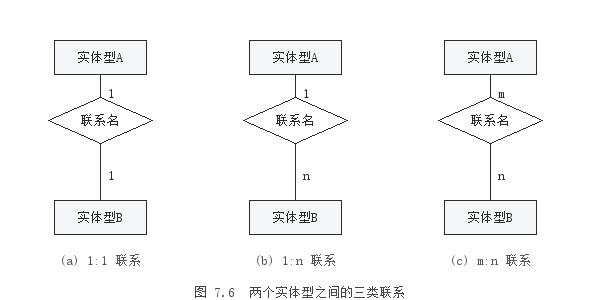 实体型A
1
联系名
1
实体型B
(a) 1:1 联系
实体型A
1
联系名
n
实体型B
(b) 1:n 联系
实体型A
m
联系名
n
实体型B
(c) m:n 联系
图 7.6 两个实体型之间的三类联系